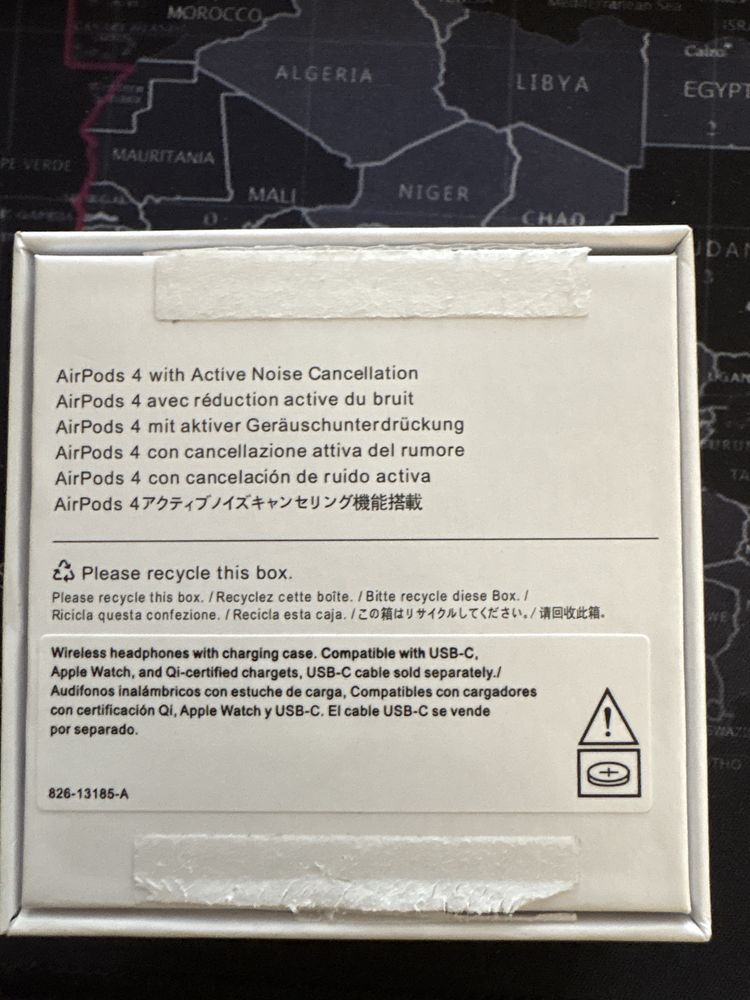 MOROCCO
Mediterranean Sea
ALGERIA
LIBYA
Cairo
EGYPT
MAURITANIA
MALI
NIGER
CHAD
PE VERDE
UDAN
AirPods 4 with Active Noise Cancellation
AirPods 4 avec réduction active du bruit
AirPods 4 mit aktiver Geräuschunterdrückung
AirPods 4 con cancellazione attiva del rumore
AirPods 4 con cancelación de ruido activa
AirPods 4アクティブノイズキャンセリング機能搭載
Please recycle this box.
Please recycle this box. / Recyclez cette boîte. / Bitte recycle diese Box. /
Ricicla questa confezione. / Recicla esta caja. / この箱はリサイクルしてください。/ 请回收此箱。
Wireless headphones with charging case. Compatible with USB-C,
Apple Watch, and Qi-certified chargets, USB-C cable sold separately./
Audifonos inalámbricos con estuche de carga, Compatibles con cargadores
con certificación Qi, Apple Watch y USB-C. El cable USB-C se vende
por separado.
826-13185-A